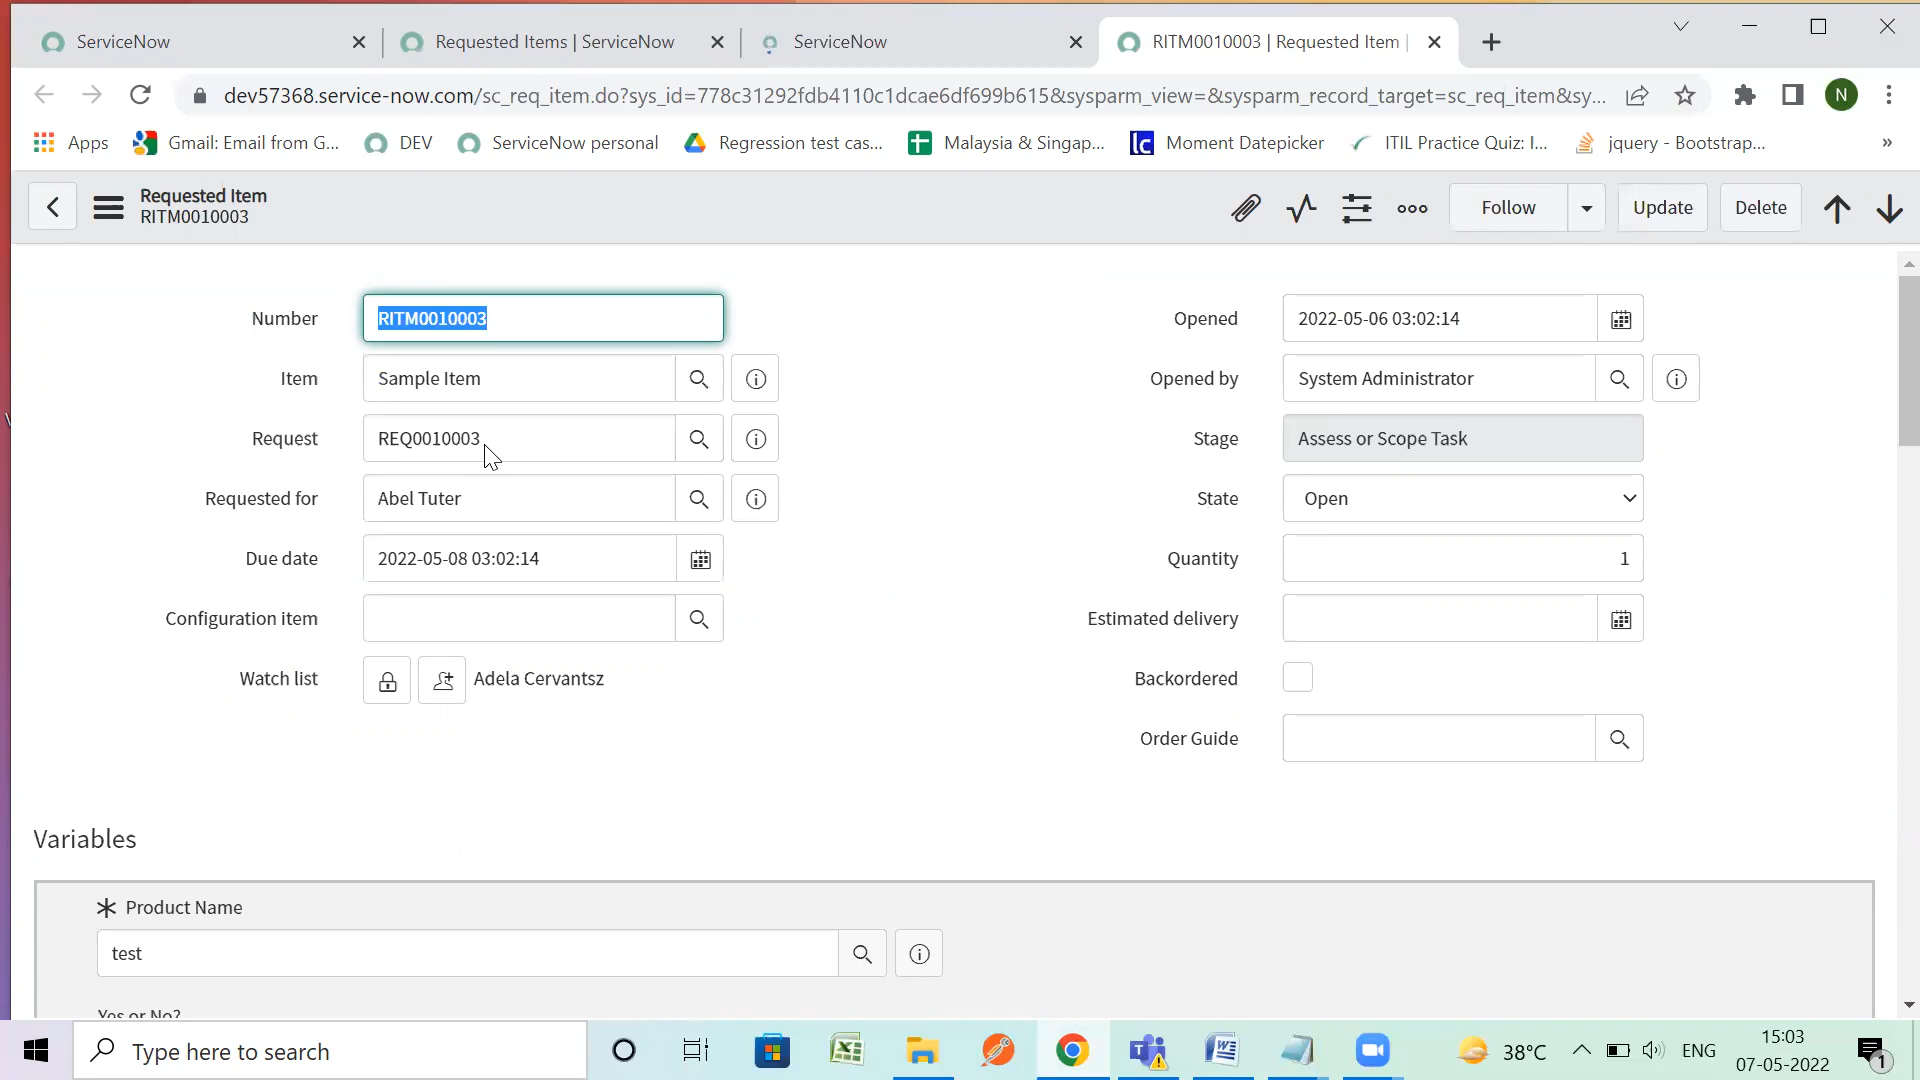 ServiceNow
Requested Items | ServiceNow
ServiceNow
RITM0010003 | Requested Item |
dev57368.service-now.com/sc_req_item.do?sys_id=778c31292fdb4110c1dcae6df699b615&sysparm_view=&sysparm_record_target=sc_req_item&sy...
N
Apps
Gmail: Email from G...
DEV
ServiceNow personal
Regression test cas...
Malaysia & Singap...
lc
Moment Datepicker
ITIL Practice Quiz: I...
jquery - Bootstrap...
»
Requested Item
RITM0010003
Follow
Update
Delete
Number
RITM0010003
Opened
2022-05-06 03:02:14
Item
Sample Item
Opened by
System Administrator
Request
REQ0010003
Stage
Assess or Scope Task
Requested for
Abel Tuter
State
Open
Due date
2022-05-08 03:02:14
Quantity
1
Configuration item
Estimated delivery
Watch list
Adela Cervantsz
Backordered
Order Guide
Variables
Product Name
test
Yes or No?
Type here to search
38°C
ENG
15:03
07-05-2022
1